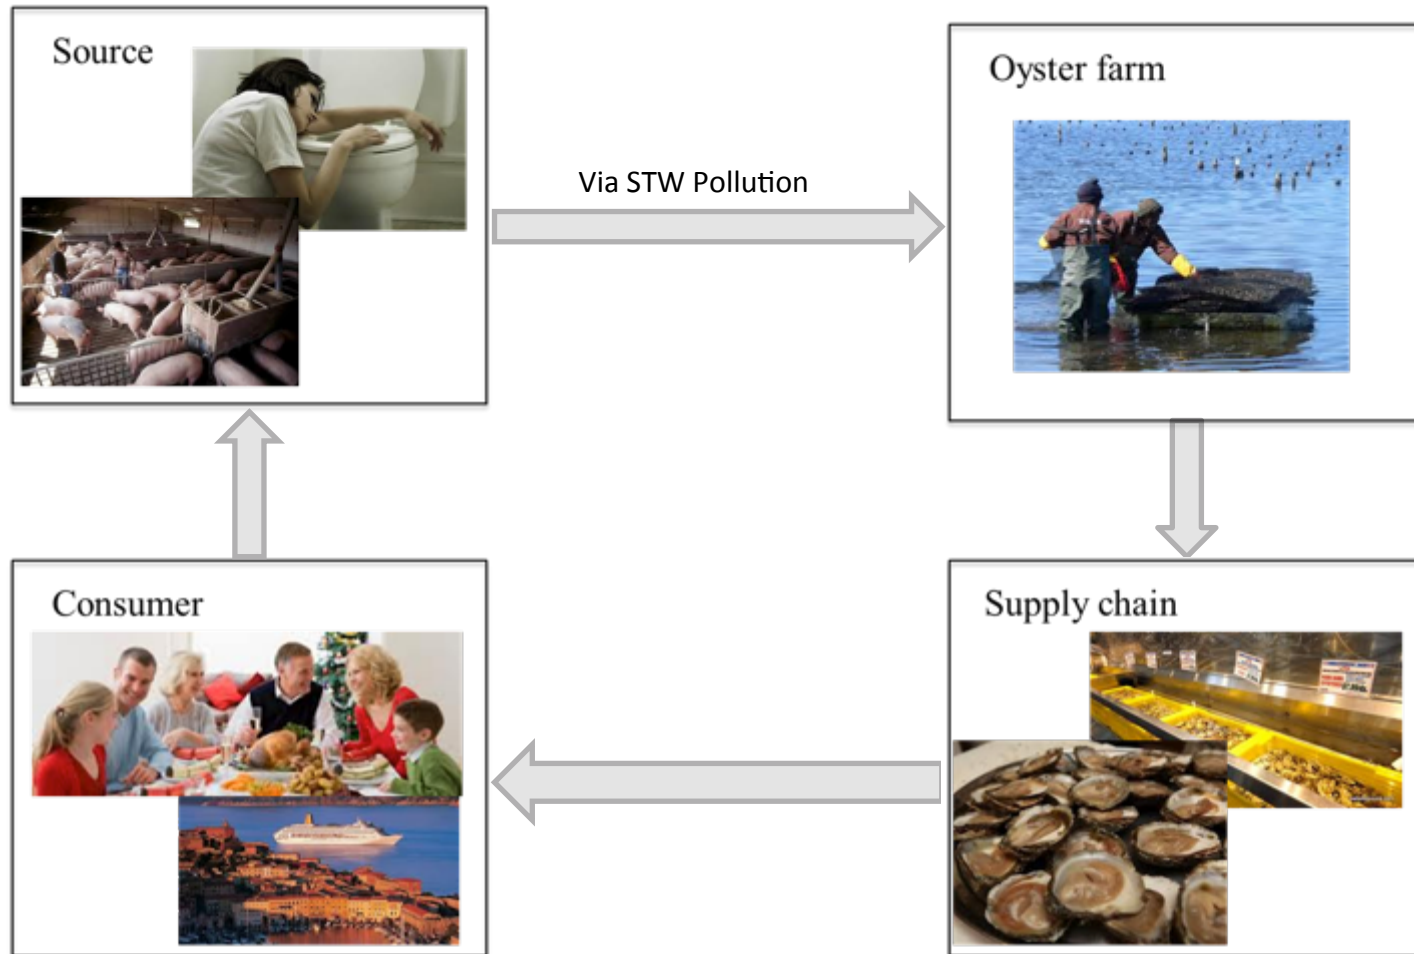 Source
Oyster farm
Via STW Pollution
Consumer
Supply chain